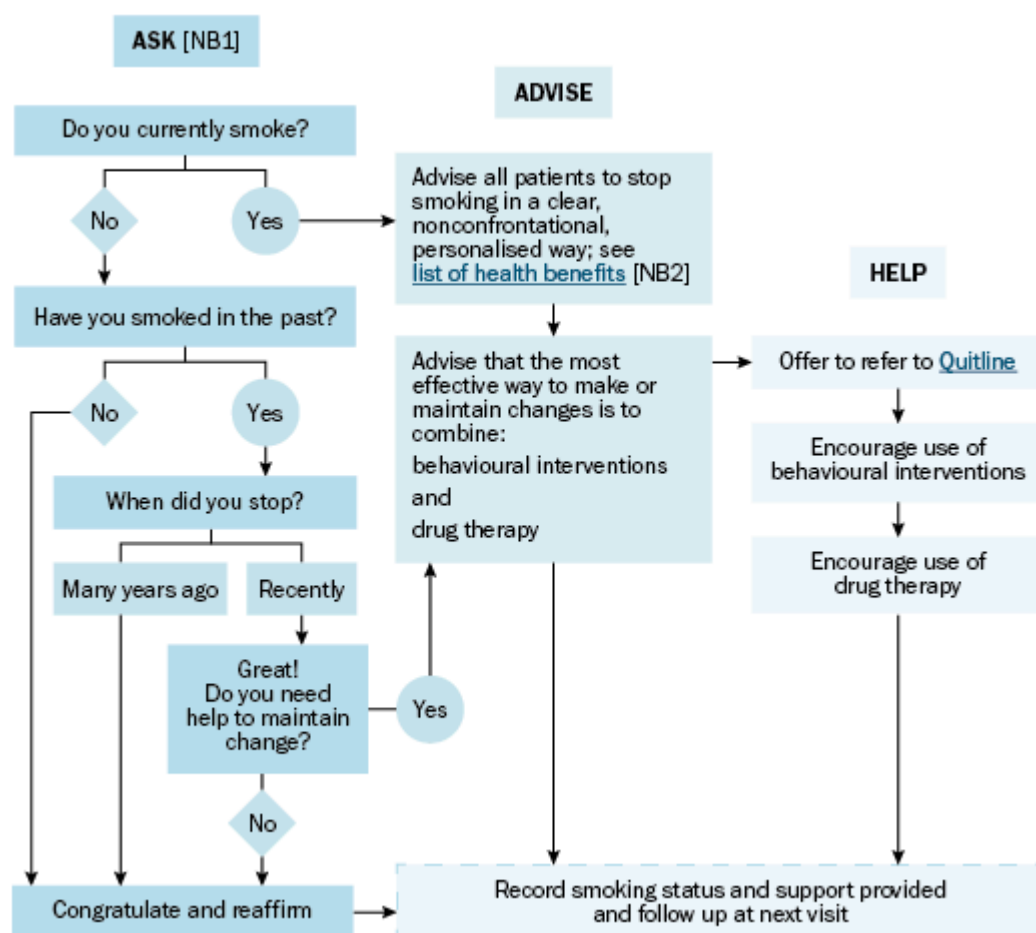 ASK [NB1]
Do you currently smoke?
No
Yes
Have you smoked in the past?
No
Yes
When did you stop?
Many years ago
Recently
Great!
Do you need
help to maintain
change?
Yes
No
Congratulate and reaffirm
ADVISE
Advise all patients to stop
smoking in a clear,
nonconfrontational,
personalised way; see
list of health benefits [NB2]
Advise that the most
effective way to make or
maintain changes is to
combine:
behavioural interventions
and
drug therapy
HELP
Offer to refer to Quitline
Encourage use of
behavioural interventions
Encourage use of
drug therapy
Record smoking status and support provided
and follow up at next visit